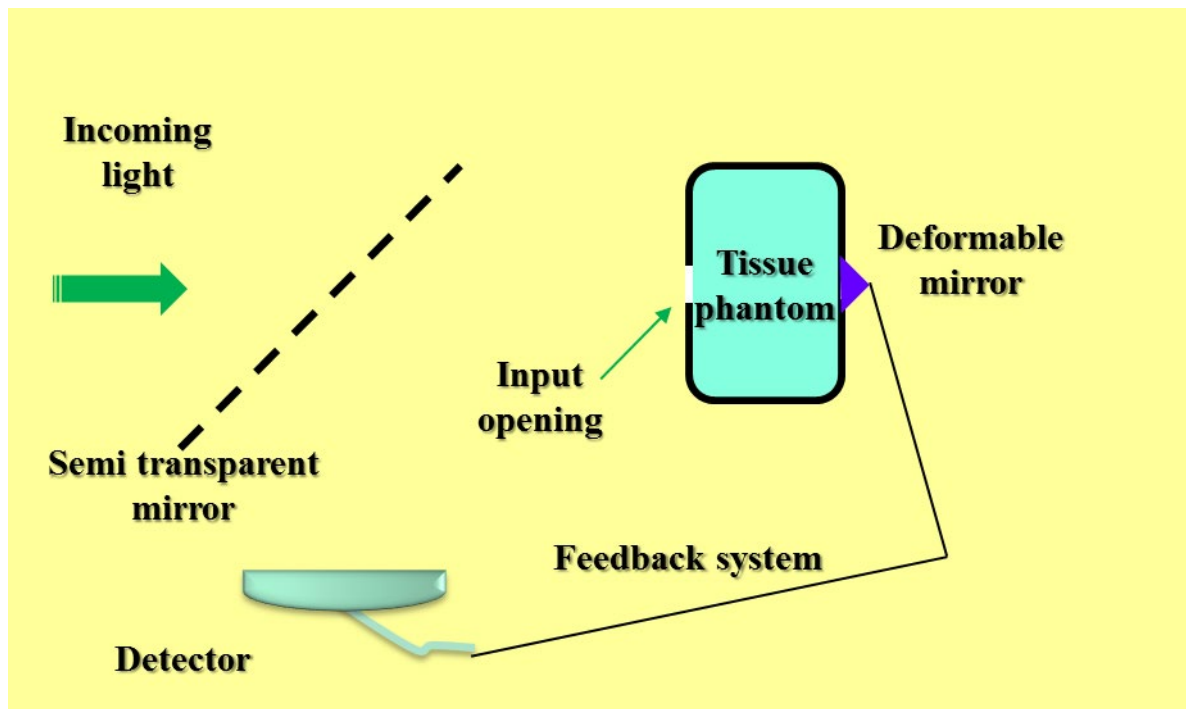 Incoming
light
Deformable
mirror
Tissue
phantom
Input
opening
Semi transparent
mirror
Feedback system
Detector